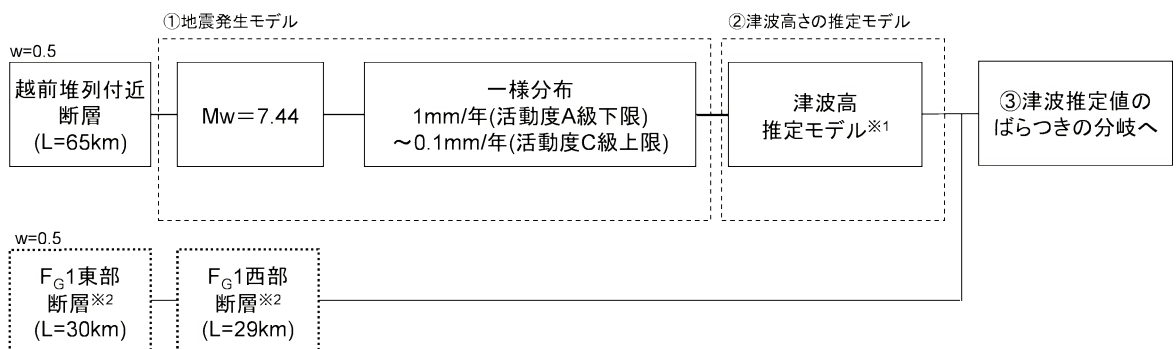 ①地震発生モデル
②津波高さの推定モデル
w=0.5
越前堆列付近
断層
(L=65km)
Mw=7.44
一様分布
1mm/年(活動度A級下限)
～0.1mm/年(活動度C級上限)
津波高
推定モデル※1
③津波推定値の
ばらつきの分岐へ
w=0.5
FG1東部
断層※2
(L=30km)
FG1西部
断層※2
(L=29km)